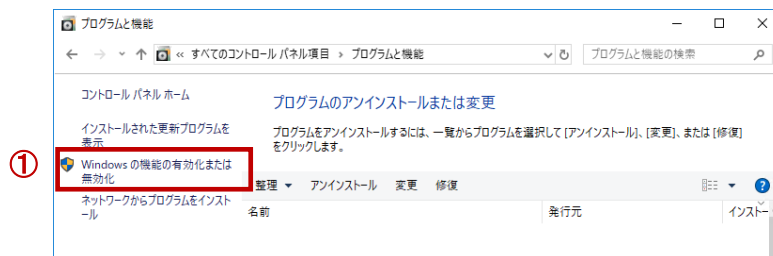 プログラムと機能
« すべてのコントロール パネル項目 › プログラムと機能
プログラムと機能の検索
コントロール パネル ホーム
インストールされた更新プログラムを
表示
①
Windows の機能の有効化または
無効化
ネットワークからプログラムをインスト
ール
プログラムのアンインストールまたは変更
プログラムをアンインストールするには、一覧からプログラムを選択して [アンインストール]、[変更]、または [修復]
をクリックします。
整理 アンインストール 変更 修復
名前 発行元 インストー